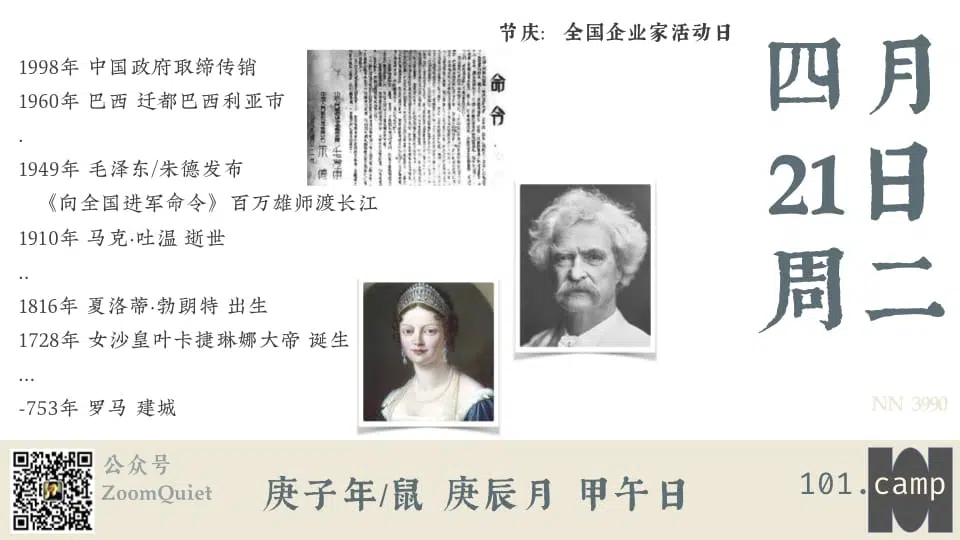 节庆： 全国企业家活动日
1998年 中国政府取缔传销
1960年 巴西 迁都巴西利亚市
.
1949年 毛泽东/朱德发布
《向全国进军命令》百万雄师渡长江
1910年 马克·吐温 逝世
..
1816年 夏洛蒂·勃朗特 出生
1728年 女沙皇叶卡捷琳娜大帝 诞生
...
-753年 罗马 建城
命令
四月
21日
周二
NN 3990
公众号
ZoomQuiet
庚子年/鼠 庚辰月 甲午日
101.camp